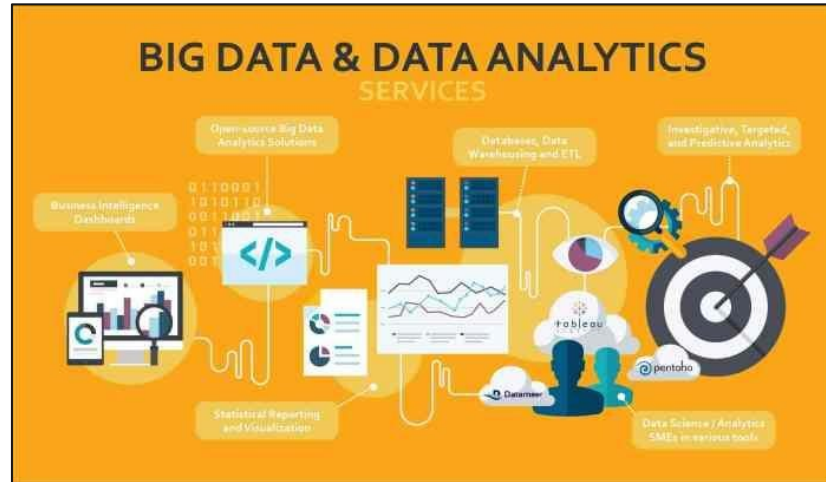 BIG DATA & DATA ANALYTICS
SERVICES
Open-source Big Data
Analytics Solutions
Databases, Data
Warehousing and ETL
Investigative, Targeted,
and Predictive Analytics
Business Intelligence
Dashboards
0110001
1010110
0011001
</>
tableau
pentaho
Datameer
Statistical Reporting
and Visualization
Data Science / Analytics
SMEs in various tools